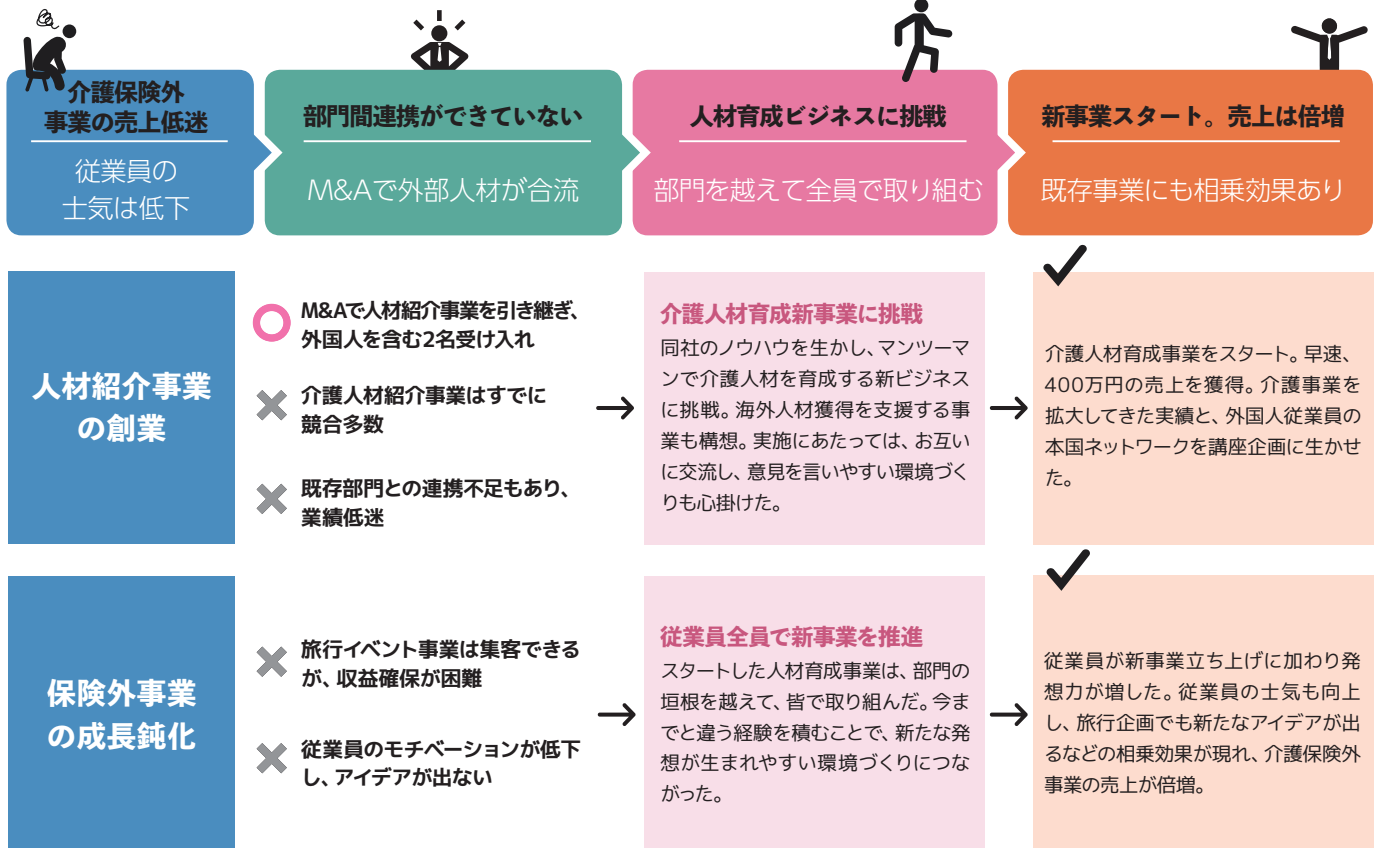 介護保険外
事業の売上低迷
従業員の
士気は低下
部門間連携ができていない
M&Aで外部人材が合流
人材育成ビジネスに挑戦
部門を越えて全員で取り組む
新事業スタート。売上は倍増
既存事業にも相乗効果あり
人材紹介事業
の創業
M&Aで人材紹介事業を引き継ぎ、
外国人を含む2名受け入れ
介護人材紹介事業はすでに
競合多数
既存部門との連携不足もあり、
業績低迷
介護人材育成新事業に挑戦
同社のノウハウを生かし、マンツーマ
ンで介護人材を育成する新ビジネス
に挑戦。海外人材獲得を支援する事
業も構想。実施にあたっては、お互い
に交流し、意見を言いやすい環境づく
りも心掛けた。
介護人材育成事業をスタート。早速、
400万円の売上を獲得。介護事業を
拡大してきた実績と、外国人従業員の
本国ネットワークを講座企画に生かせ
た。
保険外事業
の成長鈍化
旅行イベント事業は集客できる
が、収益確保が困難
従業員のモチベーションが低下
し、アイデアが出ない
従業員全員で新事業を推進
スタートした人材育成事業は、部門の
垣根を越えて、皆で取り組んだ。今ま
でと違う経験を積むことで、新たな発
想が生まれやすい環境づくりにつな
がった。
従業員が新事業立ち上げに加わり発
想力が増した。従業員の士気も向上
し、旅行企画でも新たなアイデアが出
るなどの相乗効果が現れ、介護保険外
事業の売上が倍増。